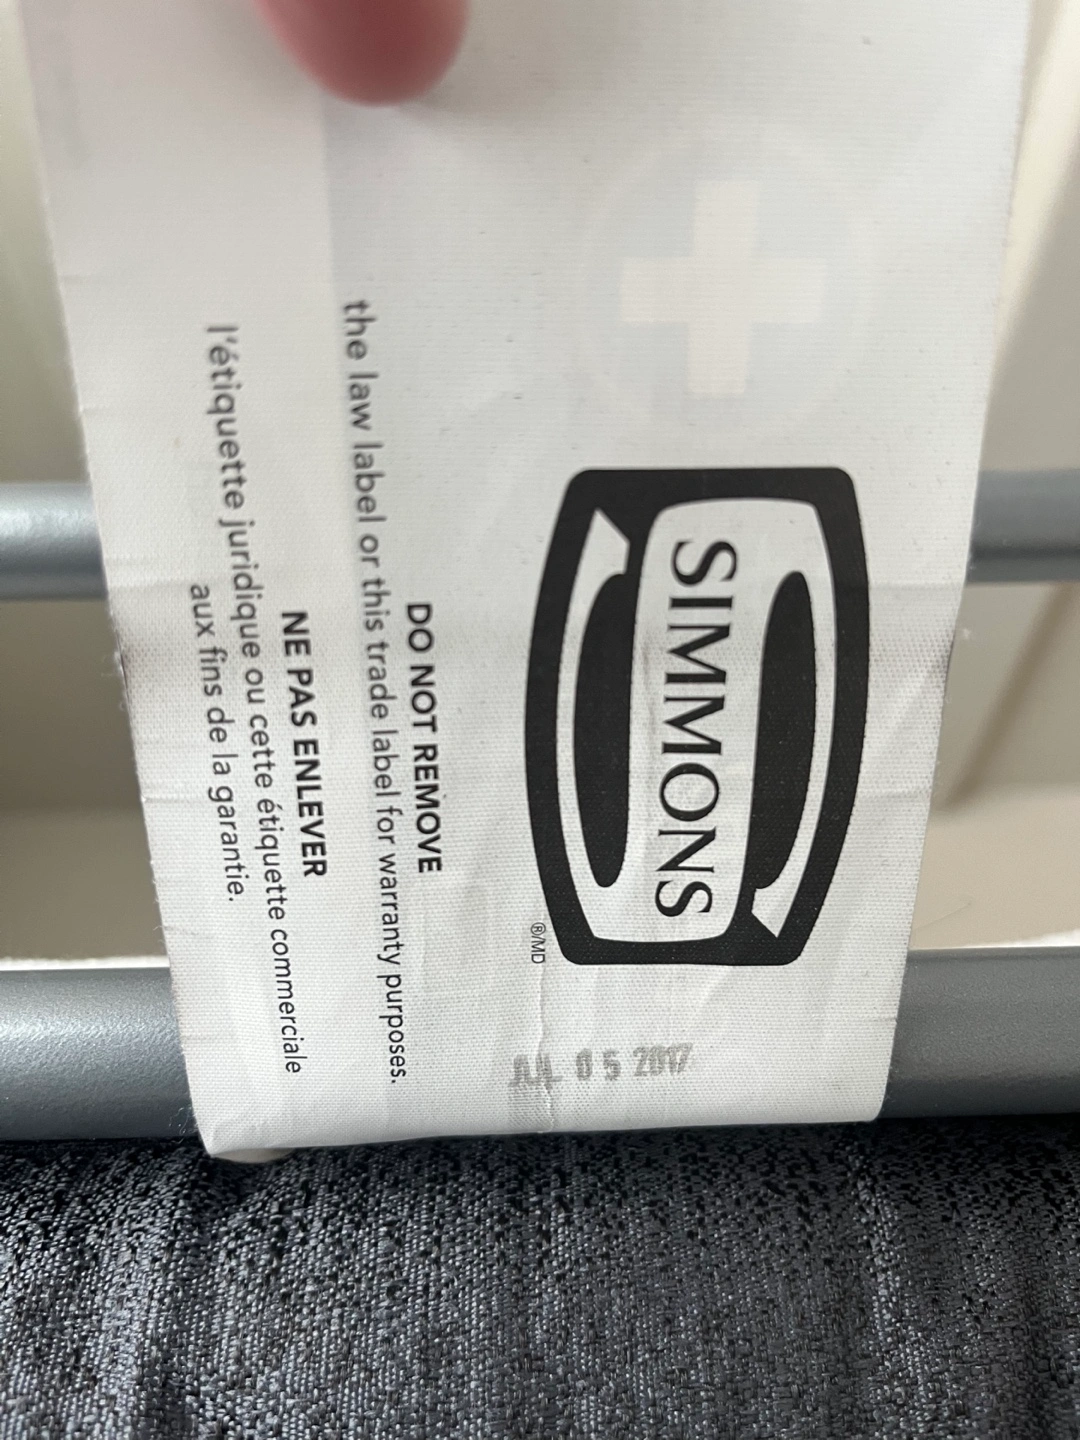 SIMMONS
®/MD
DO NOT REMOVE
the law label or this trade label for warranty purposes.
NE PAS ENLEVER
l'étiquette juridique ou cette étiquette commerciale
aux fins de la garantie.
JUL 05 2017